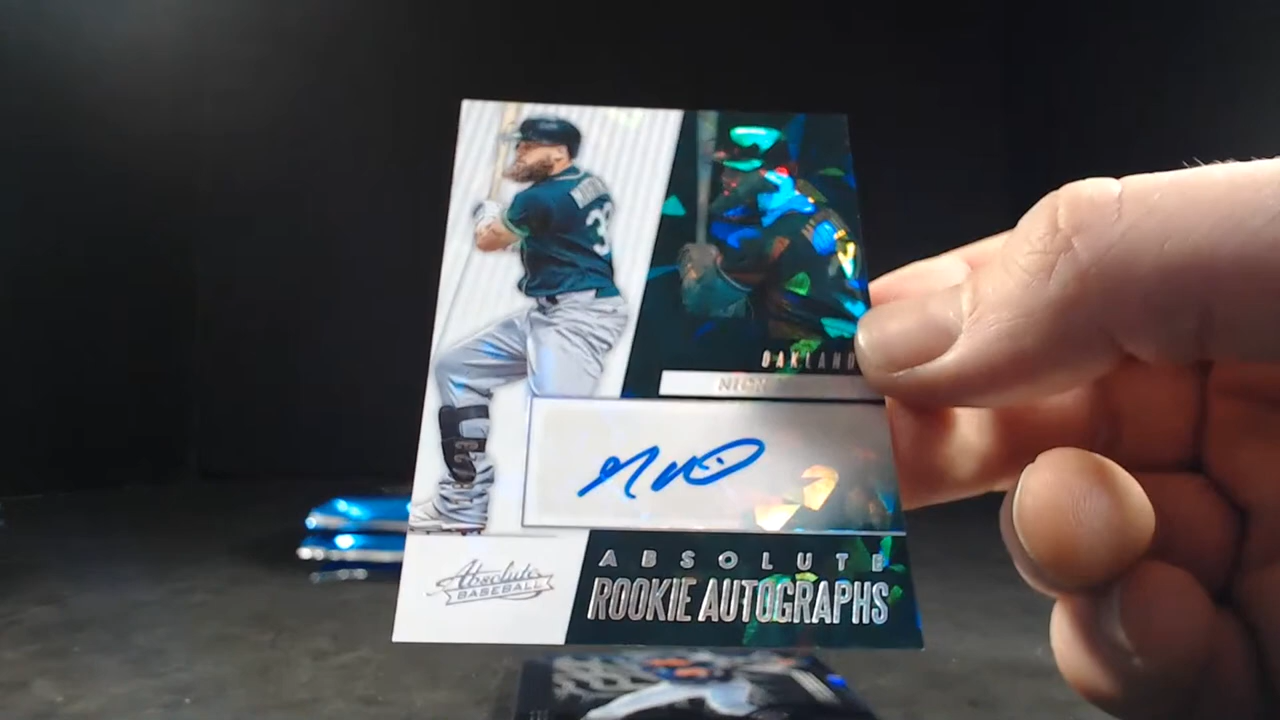 OAKLAND
NICK
Absolute
BASEBALL
ABSOLUTE
ROOKIE AUTOGRAPHS